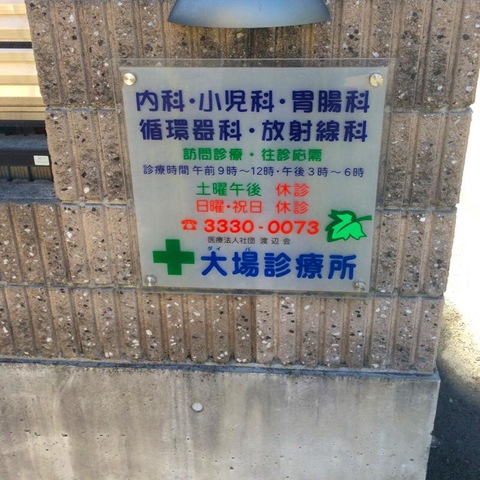 内科・小児科・胃腸科
循環器科・放射線科
訪問診療・往診応需
診療時間 午前9時〜12時・午後3時〜6時
土曜午後 休診
日曜・祝日 休診
☎3330-0073
医療法人社団 渡辺会
ダイバ
大場診療所